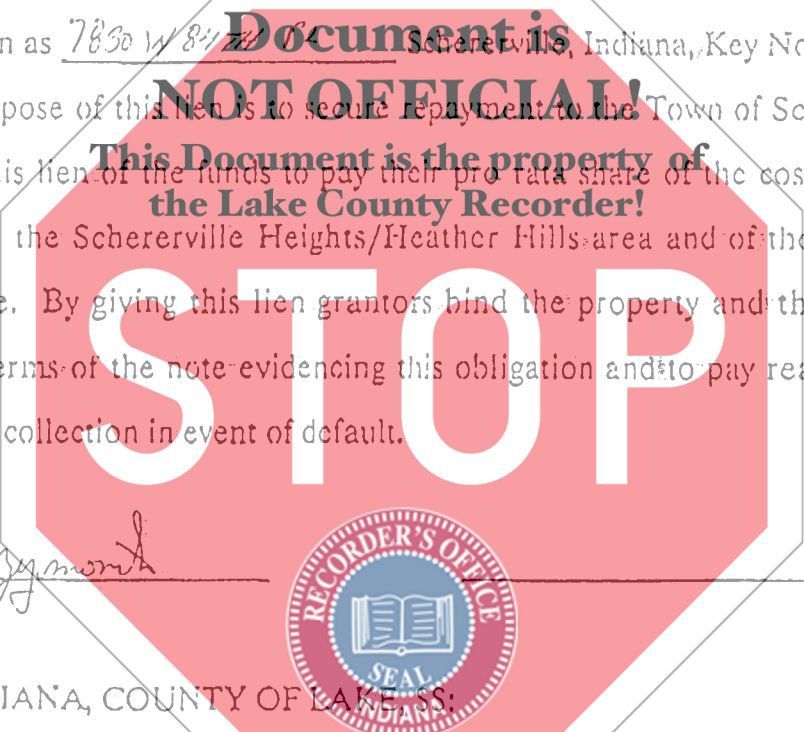 Document is
n as 7830 W 84th Pl Schererville, Indiana, Key No
NOT OFFICIAL!
pose of this lien is to secure repayment to the Town of Sc
This Document is the property of
is lien of the funds to pay their pro rata share of the cos
the Lake County Recorder!
the Schererville Heights/Heather Hills area and of the
e. By giving this lien grantors bind the property and th
STOP
erms of the note evidencing this obligation and to pay rea
collection in event of default.
RECORDER'S OFFICE
SEAL
INDIANA
IANA, COUNTY OF LAKE, SS: